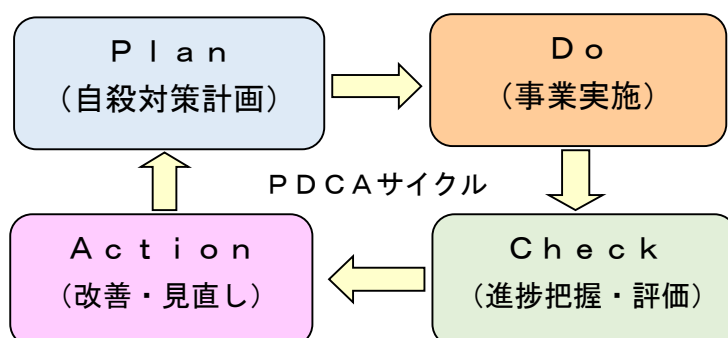 Ｐｌａｎ
（自殺対策計画）
Ｄｏ
（事業実施）
ＰＤＣＡサイクル
Ａｃｔｉｏｎ
（改善・見直し）
Ｃｈｅｃｋ
（進捗把握・評価）